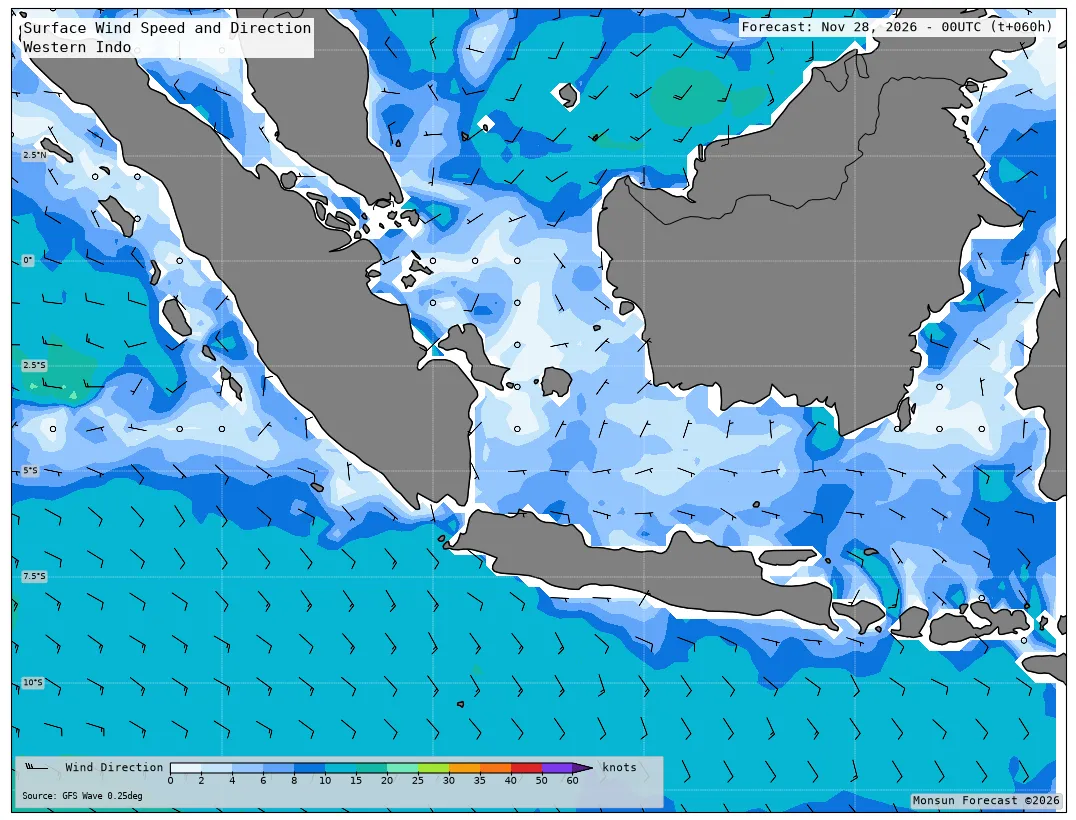 Surface Wind Speed and Direction
Western Indo
Forecast: Nov 28, 2026 - 00UTC (t+060h)
2.5°N
0°
2.5°S
5°S
7.5°S
10°S
Wind Direction
0 2 4 6 8 10 15 20 25 30 35 40 50 60
knots
Source: GFS Wave 0.25deg
Monsun Forecast ©2026